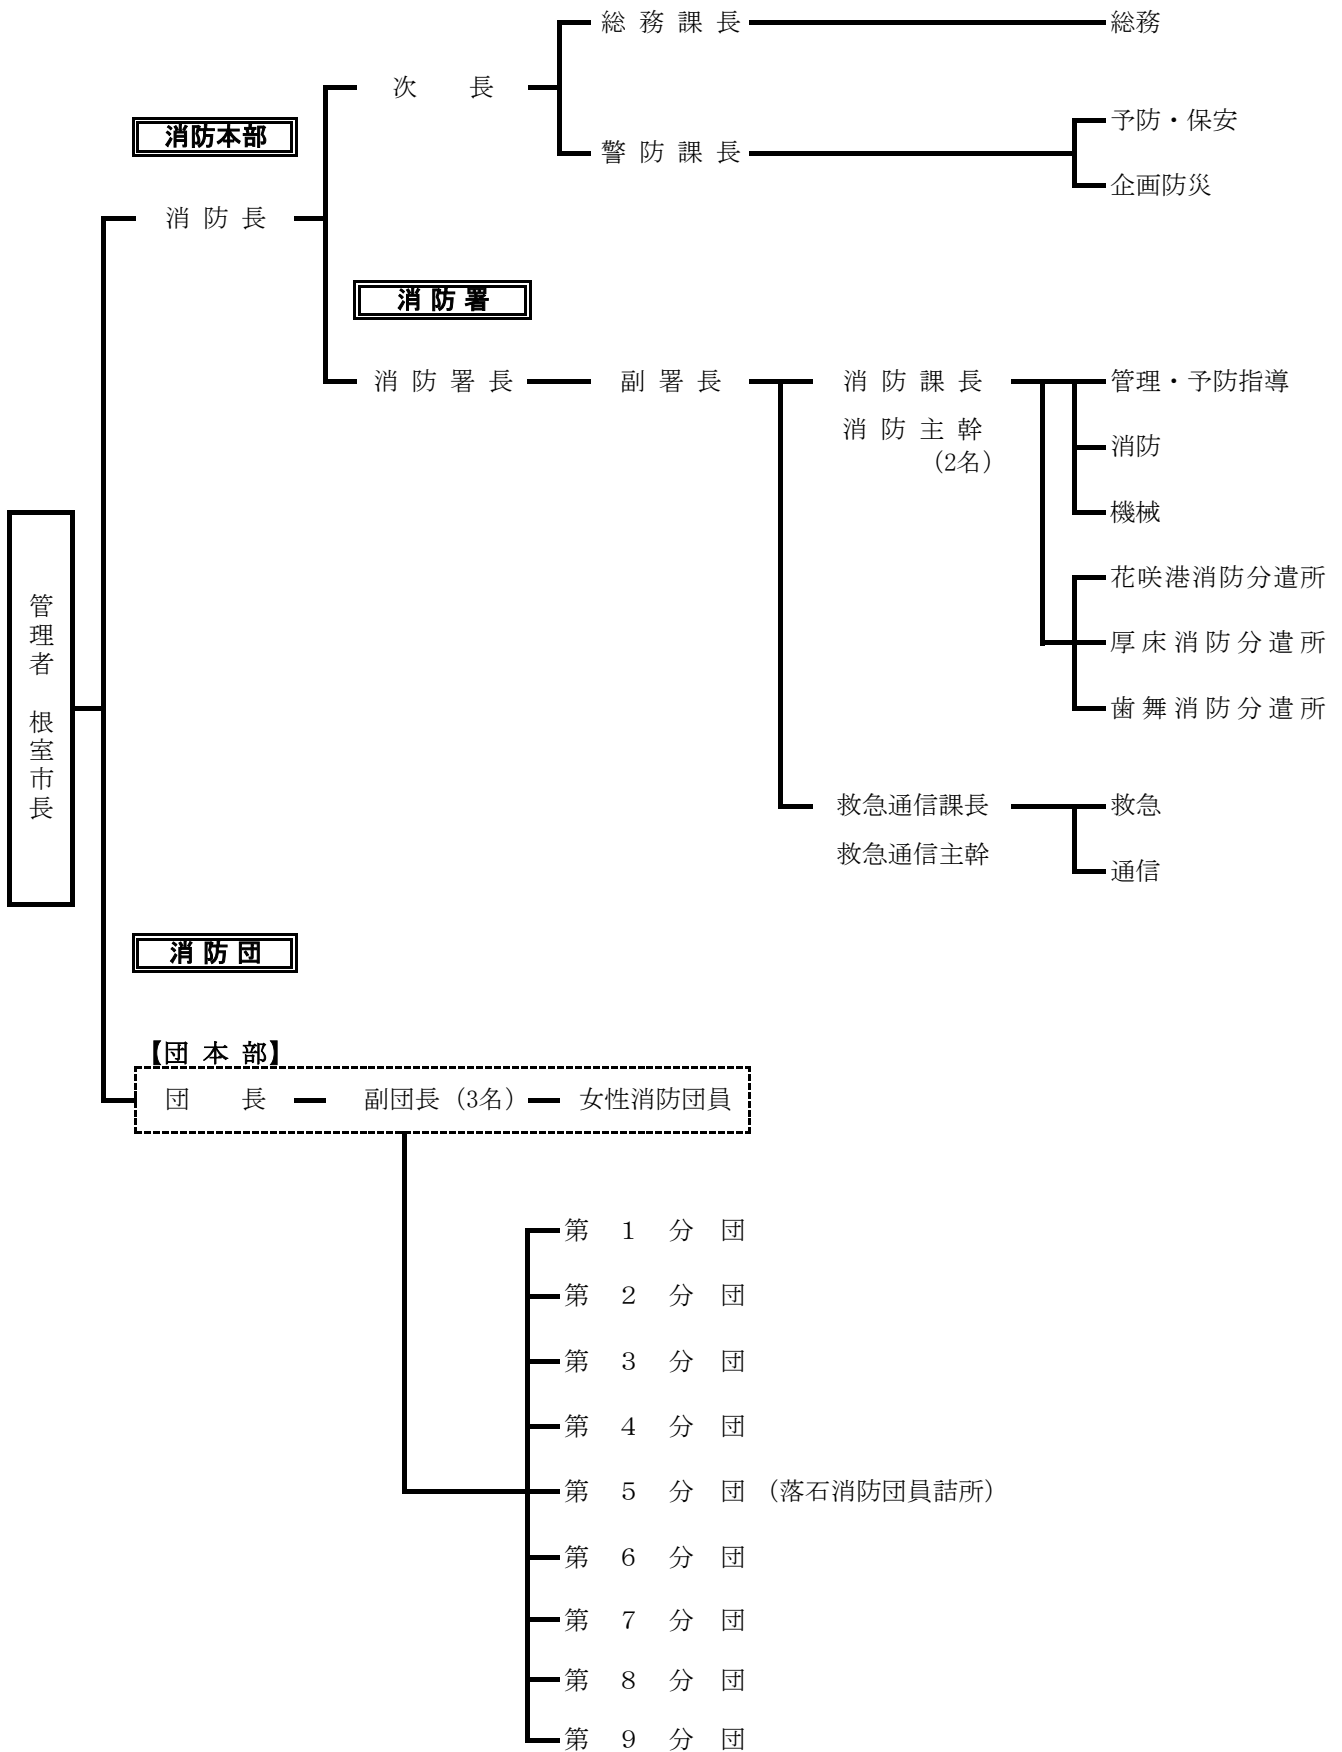 総務課長
総務
次長
消防本部
予防・保安
警防課長
企画防災
消防長
消防署
消防署長
副署長
消防課長
管理・予防指導
消防主幹
(2名)
消防
機械
花咲港消防分遣所
管理者 根室市長
厚床消防分遣所
歯舞消防分遣所
救急通信課長
救急
救急通信主幹
通信
消防団
【団本部】
団長
副団長(3名)
女性消防団員
第1分団
第2分団
第3分団
第4分団
第5分団(落石消防団員詰所)
第6分団
第7分団
第8分団
第9分団